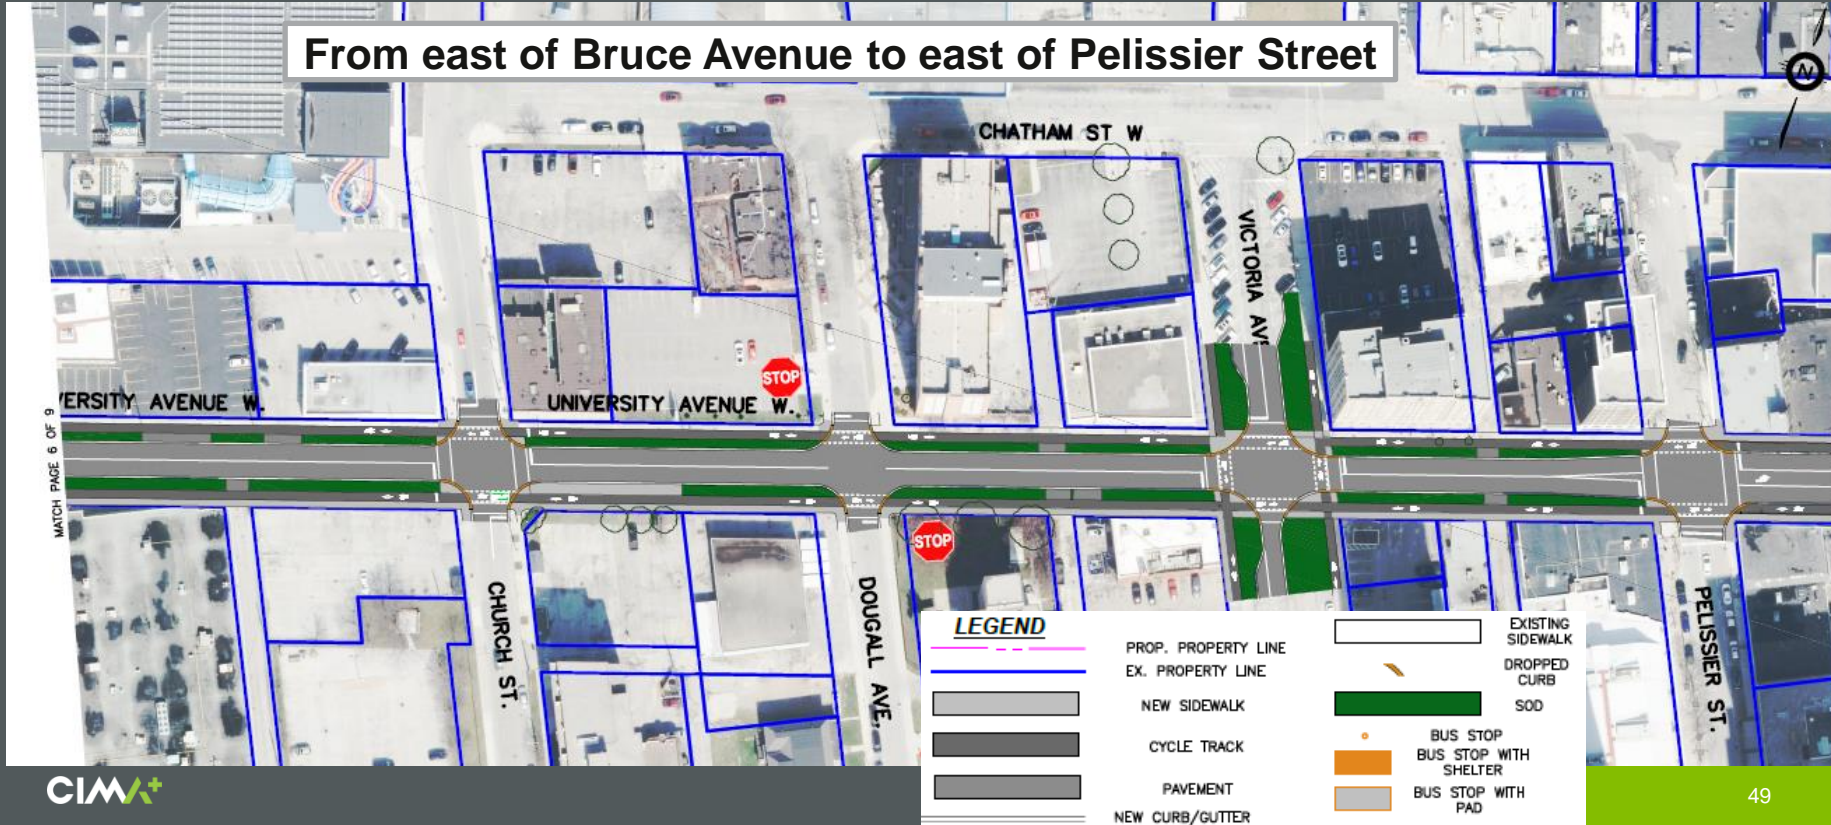 From east of Bruce Avenue to east of Pelissier Street
N
CHATHAM ST W
VICTORIA AVE
STOP
VERSITY AVENUE W.
UNIVERSITY AVENUE W.
MATCH PAGE 6 OF 9
STOP
CHURCH ST.
DOUGALL AVE.
PELISSIER ST.
LEGEND
PROP. PROPERTY LINE
EX. PROPERTY LINE
NEW SIDEWALK
CYCLE TRACK
PAVEMENT
NEW CURB/GUTTER
EXISTING
SIDEWALK
DROPPED
CURB
SOD
BUS STOP
BUS STOP WITH
SHELTER
BUS STOP WITH
PAD
CIMA+
49